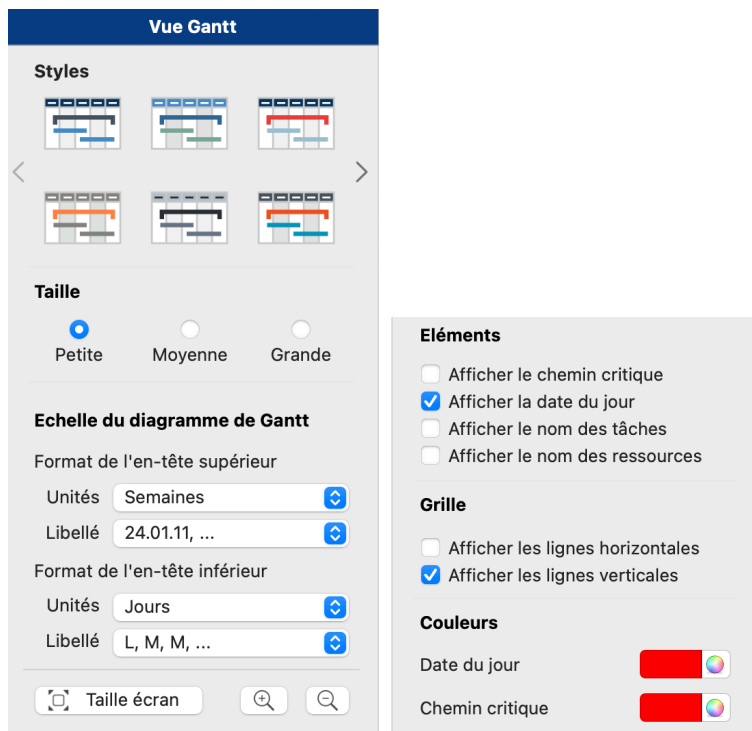 Vue Gantt
Styles
Taille
Petite
Moyenne
Grande
Echelle du diagramme de Gantt
Format de l'en-tête supérieur
Unités Semaines
Libellé 24.01.11, ...
Format de l'en-tête inférieur
Unités Jours
Libellé L, M, M, ...
Taille écran
Eléments
Afficher le chemin critique
Afficher la date du jour
Afficher le nom des tâches
Afficher le nom des ressources
Grille
Afficher les lignes horizontales
Afficher les lignes verticales
Couleurs
Date du jour
Chemin critique